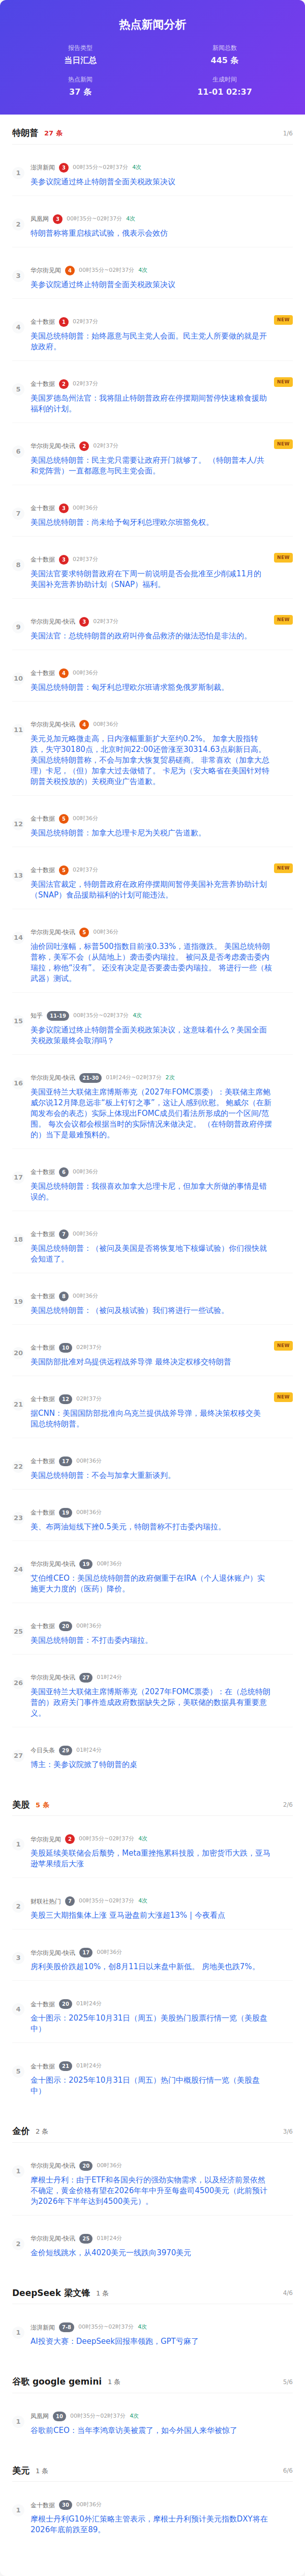 热点新闻分析
报告类型
新闻总数
当日汇总
445 条
热点新闻
生成时间
37 条
11-01 02:37
特朗普 27 条 1/6
1
澎湃新闻 3 00时35分~02时37分 4次
美参议院通过终止特朗普全面关税政策决议
2
凤凰网 3 00时35分~02时37分 4次
特朗普称将重启核武试验,俄表示会效仿
3
华尔街见闻 4 00时35分~02时37分 4次
美参议院通过终止特朗普全面关税政策决议
NEW
4
金十数据 1 02时37分
美国总统特朗普:始终愿意与民主党人会面。民主党人所要做的就是开
放政府。
NEW
5
金十数据 2 02时37分
美国罗德岛州法官:我将阻止特朗普政府在停摆期间暂停快速粮食援助
福利的计划。
NEW
6
华尔街见闻-快讯 2 02时37分
美国总统特朗普:民主党只需要让政府开门就够了。 (特朗普本人/共
和党阵营)一直都愿意与民主党会面。
7
金十数据 3 00时36分
美国总统特朗普:尚未给予匈牙利总理欧尔班豁免权。
NEW
8
金十数据 3 02时37分
美国法官要求特朗普政府在下周一前说明是否会批准至少削减11月的
美国补充营养协助计划(SNAP)福利。
NEW
9
华尔街见闻-快讯 3 02时37分
美国法官:总统特朗普的政府叫停食品救济的做法恐怕是非法的。
10
金十数据 4 00时36分
美国总统特朗普:匈牙利总理欧尔班请求豁免俄罗斯制裁。
11
华尔街见闻-快讯 4 00时36分
美元兑加元略微走高,日内涨幅重新扩大至约0.2%。 加拿大股指转
跌,失守30180点,北京时间22:00还曾涨至30314.63点刷新日高。
美国总统特朗普称,不会与加拿大恢复贸易磋商。 非常喜欢(加拿大总
理)卡尼,(但)加拿大过去做错了。 卡尼为(安大略省在美国针对特
朗普关税投放的)关税商业广告道歉。
12
金十数据 5 00时36分
美国总统特朗普:加拿大总理卡尼为关税广告道歉。
NEW
13
金十数据 5 02时37分
美国法官裁定,特朗普政府在政府停摆期间暂停美国补充营养协助计划
(SNAP)食品援助福利的计划可能违法。
14
华尔街见闻-快讯 5 00时36分
油价回吐涨幅,标普500指数目前涨0.33%,道指微跌。 美国总统特朗
普称,美军不会(从陆地上)袭击委内瑞拉。 被问及是否考虑袭击委内
瑞拉,称他“没有”。 还没有决定是否要袭击委内瑞拉。 将进行一些(核
武器)测试。
15
知乎 11-19 00时35分~02时37分 4次
美参议院通过终止特朗普全面关税政策决议,这意味着什么?美国全面
关税政策最终会取消吗?
16
华尔街见闻-快讯 21-30 01时24分~02时37分 2次
美国亚特兰大联储主席博斯蒂克(2027年FOMC票委):美联储主席鲍
威尔说12月降息远非“板上钉钉之事”,这让人感到欣慰。 鲍威尔(在新
闻发布会的表态)实际上体现出FOMC成员们看法所形成的一个区间/范
围。 每次会议都会根据当时的实际情况来做决定。 (在特朗普政府停摆
的)当下是最难预料的。
17
金十数据 6 00时36分
美国总统特朗普:我很喜欢加拿大总理卡尼,但加拿大所做的事情是错
误的。
18
金十数据 7 00时36分
美国总统特朗普:(被问及美国是否将恢复地下核爆试验)你们很快就
会知道了。
19
金十数据 8 00时36分
美国总统特朗普:(被问及核试验)我们将进行一些试验。
NEW
20
金十数据 10 02时37分
美国防部批准对乌提供远程战斧导弹 最终决定权移交特朗普
NEW
21
金十数据 12 02时37分
据CNN:美国国防部批准向乌克兰提供战斧导弹,最终决策权移交美
国总统特朗普。
22
金十数据 17 00时36分
美国总统特朗普:不会与加拿大重新谈判。
23
金十数据 19 00时36分
美、布两油短线下挫0.5美元,特朗普称不打击委内瑞拉。
24
华尔街见闻-快讯 19 00时36分
艾伯维CEO:美国总统特朗普的政府侧重于在IRA(个人退休账户)实
施更大力度的(医药)降价。
25
金十数据 20 00时36分
美国总统特朗普:不打击委内瑞拉。
26
华尔街见闻-快讯 27 01时24分
美国亚特兰大联储主席博斯蒂克(2027年FOMC票委):在(总统特朗
普的)政府关门事件造成政府数据缺失之际,美联储的数据具有重要意
义。
27
今日头条 29 01时24分
博主:美参议院掀了特朗普的桌
美股 5 条 2/6
1
华尔街见闻 2 00时35分~02时37分 4次
美股延续美联储会后颓势,Meta重挫拖累科技股,加密货币大跌,亚马
逊苹果绩后大涨
2
财联社热门 7 00时35分~02时37分 4次
美股三大期指集体上涨 亚马逊盘前大涨超13% | 今夜看点
3
华尔街见闻-快讯 17 00时36分
房利美股价跌超10%,创8月11日以来盘中新低。 房地美也跌7%。
4
金十数据 20 01时24分
金十图示:2025年10月31日(周五)美股热门股票行情一览(美股盘
中)
5
金十数据 21 01时24分
金十图示:2025年10月31日(周五)热门中概股行情一览(美股盘
中)
金价 2 条 3/6
1
华尔街见闻-快讯 20 00时36分
摩根士丹利:由于ETF和各国央行的强劲实物需求,以及经济前景依然
不确定,黄金价格有望在2026年年中升至每盎司4500美元(此前预计
为2026年下半年达到4500美元)。
2
华尔街见闻-快讯 25 01时24分
金价短线跳水,从4020美元一线跌向3970美元
DeepSeek 梁文锋 1 条 4/6
1
澎湃新闻 7-8 00时35分~02时37分 4次
AI投资大赛:DeepSeek回报率领跑,GPT亏麻了
谷歌 google gemini 1 条 5/6
1
凤凰网 10 00时35分~02时37分 4次
谷歌前CEO:当年李鸿章访美被震了,如今外国人来华被惊了
美元 1 条 6/6
1
金十数据 30 00时36分
摩根士丹利G10外汇策略主管表示,摩根士丹利预计美元指数DXY将在
2026年底前跌至89。